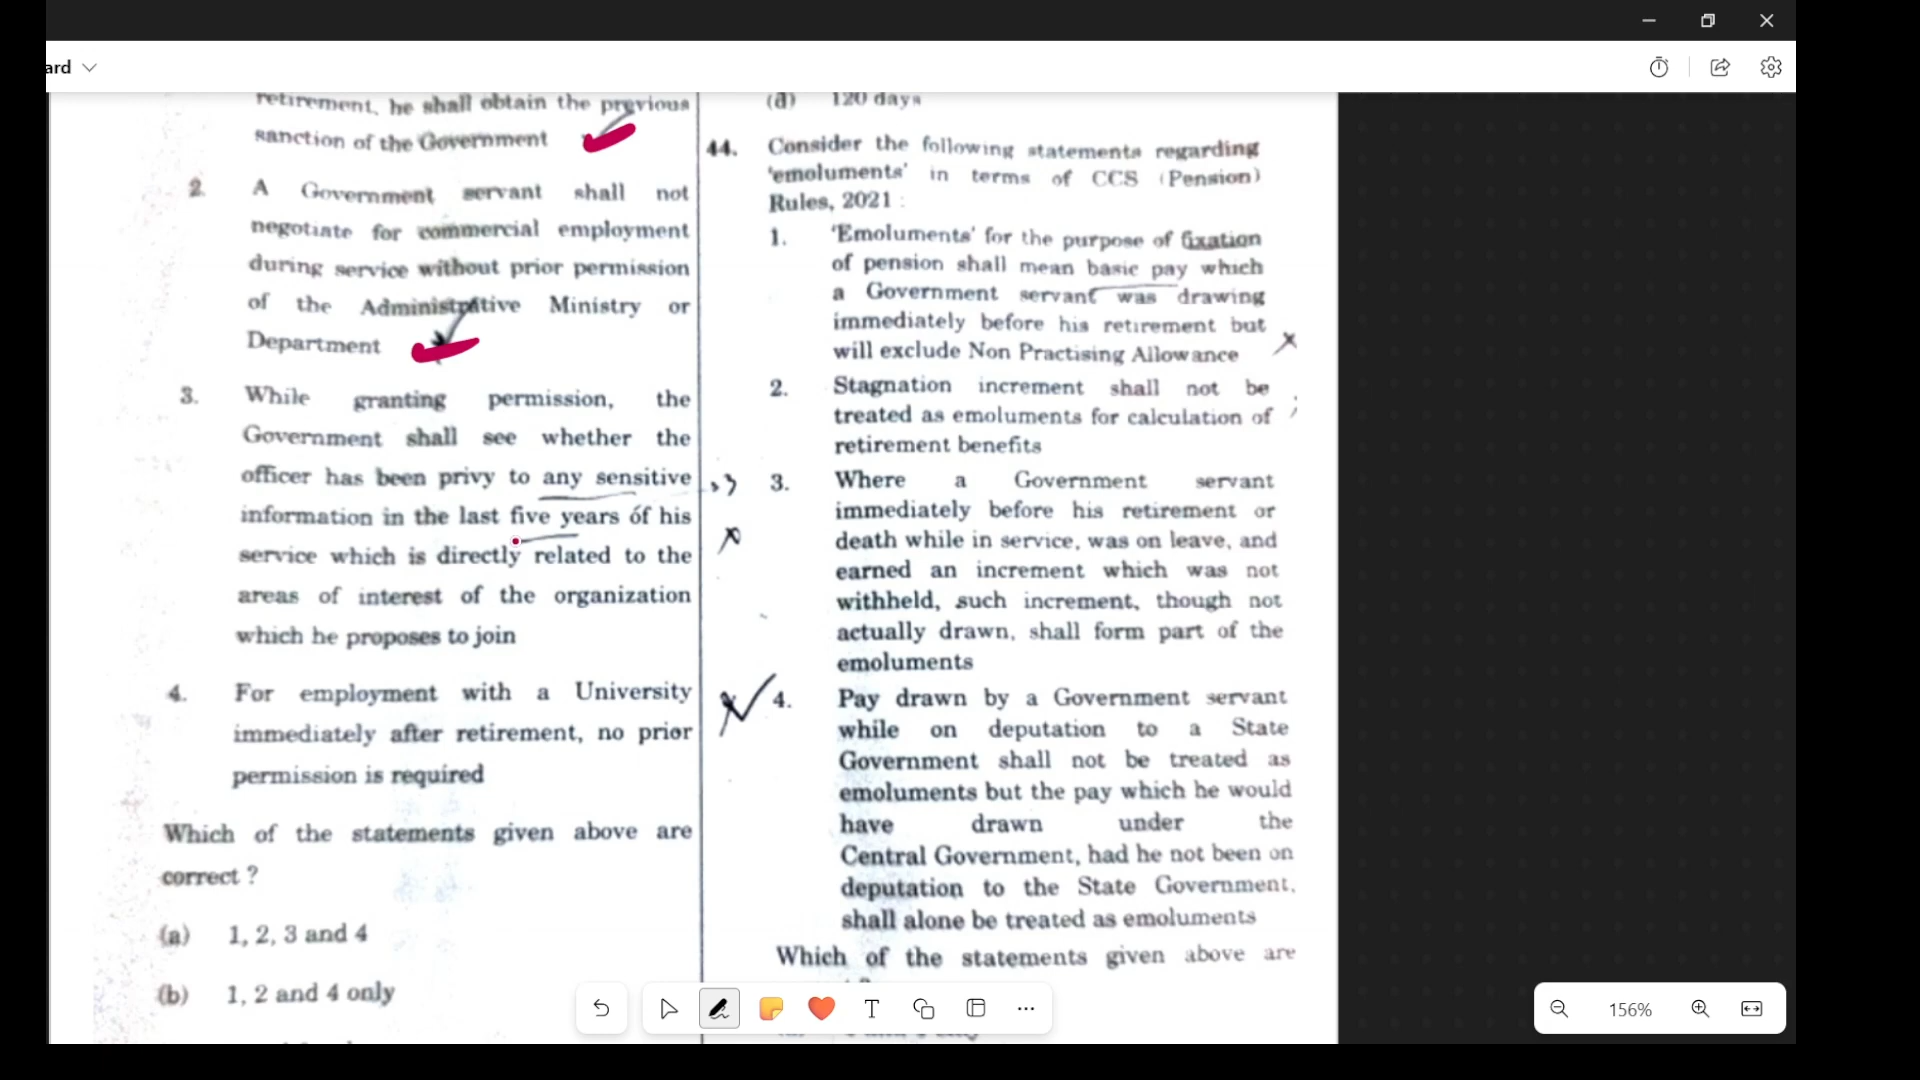 ard
retirement, he shall obtain the previous
sanction of the Government
2. A Government servant shall not
negotiate for commercial employment
during service without prior permission
of the Administrative Ministry or
Department
3. While granting permission, the
Government shall see whether the
officer has been privy to any sensitive
information in the last five years of his
service which is directly related to the
areas of interest of the organization
which he proposes to join
4. For employment with a University
immediately after retirement, no prior
permission is required
Which of the statements given above are
correct ?
(a) 1, 2, 3 and 4
(b) 1, 2 and 4 only
(d) 120 days
44. Consider the following statements regarding
'emoluments' in terms of CCS (Pension)
Rules, 2021 :
1. 'Emoluments' for the purpose of fixation
of pension shall mean basic pay which
a Government servant was drawing
immediately before his retirement but
will exclude Non Practising Allowance
2. Stagnation increment shall not be
treated as emoluments for calculation of
retirement benefits
3. Where a Government servant
immediately before his retirement or
death while in service, was on leave, and
earned an increment which was not
withheld, such increment, though not
actually drawn, shall form part of the
emoluments
4. Pay drawn by a Government servant
while on deputation to a State
Government shall not be treated as
emoluments but the pay which he would
have drawn under the
Central Government, had he not been on
deputation to the State Government,
shall alone be treated as emoluments
Which of the statements given above are
156%